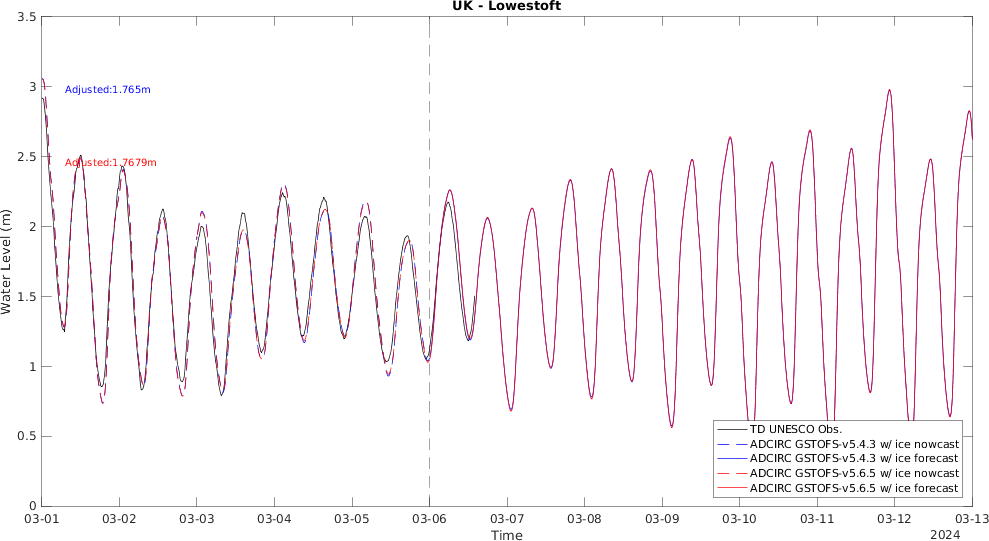 UK - Lowestoft
3.5
3
2.5
2
1.5
1
0.5
0
Water Level (m)
Adjusted:1.765m
Adjusted:1.7679m
TD UNESCO Obs.
ADCIRC GSTOFS-v5.4.3 w/ ice nowcast
ADCIRC GSTOFS-v5.4.3 w/ ice forecast
ADCIRC GSTOFS-v5.6.5 w/ ice nowcast
ADCIRC GSTOFS-v5.6.5 w/ ice forecast
03-01 03-02 03-03 03-04 03-05 03-06 03-07 03-08 03-09 03-10 03-11 03-12 03-13
Time
2024